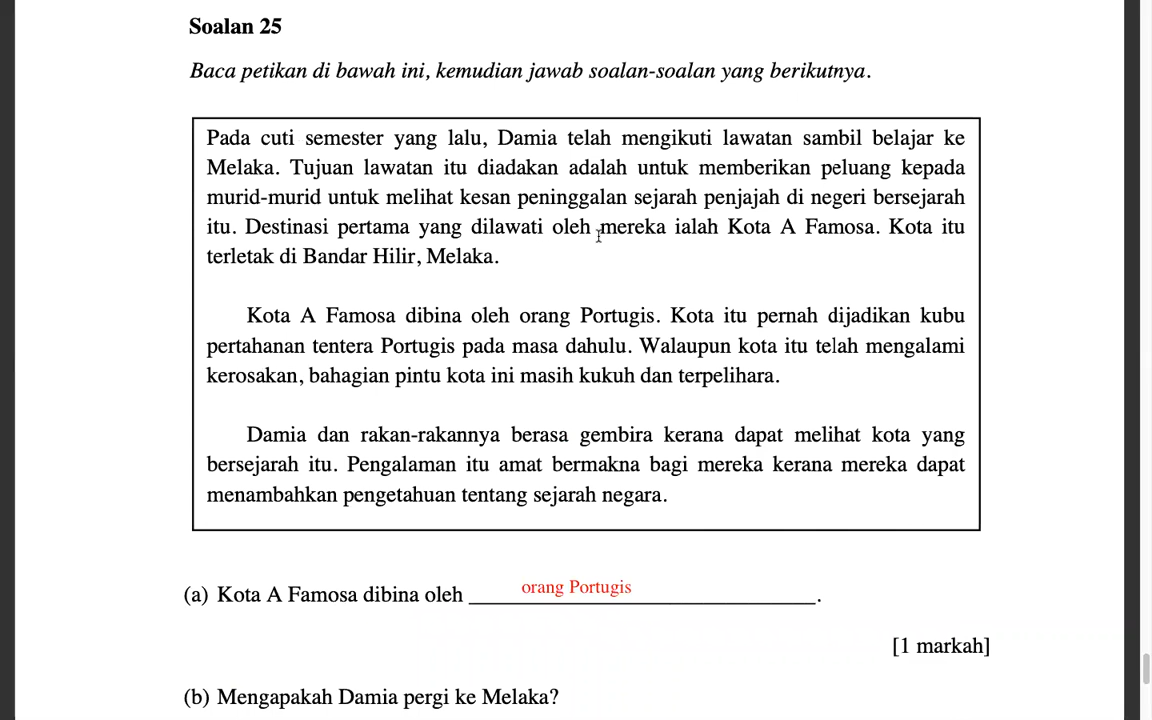 Soalan 25
Baca petikan di bawah ini, kemudian jawab soalan-soalan yang berikutnya.
Pada cuti semester yang lalu, Damia telah mengikuti lawatan sambil belajar ke
Melaka. Tujuan lawatan itu diadakan adalah untuk memberikan peluang kepada
murid-murid untuk melihat kesan peninggalan sejarah penjajah di negeri bersejarah
itu. Destinasi pertama yang dilawati oleh mereka ialah Kota A Famosa. Kota itu
terletak di Bandar Hilir, Melaka.
Kota A Famosa dibina oleh orang Portugis. Kota itu pernah dijadikan kubu
pertahanan tentera Portugis pada masa dahulu. Walaupun kota itu telah mengalami
kerosakan, bahagian pintu kota ini masih kukuh dan terpelihara.
Damia dan rakan-rakannya berasa gembira kerana dapat melihat kota yang
bersejarah itu. Pengalaman itu amat bermakna bagi mereka kerana mereka dapat
menambahkan pengetahuan tentang sejarah negara.
(a) Kota A Famosa dibina oleh orang Portugis.
[1 markah]
(b) Mengapakah Damia pergi ke Melaka?